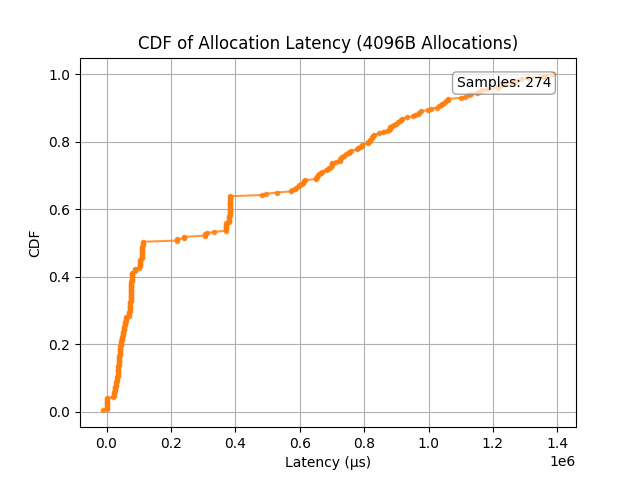 CDF of Allocation Latency (4096B Allocations)
Samples: 274
1.0
0.8
0.6
0.4
0.2
0.0
CDF
0.0 0.2 0.4 0.6 0.8 1.0 1.2 1.4
1e6
Latency (μs)